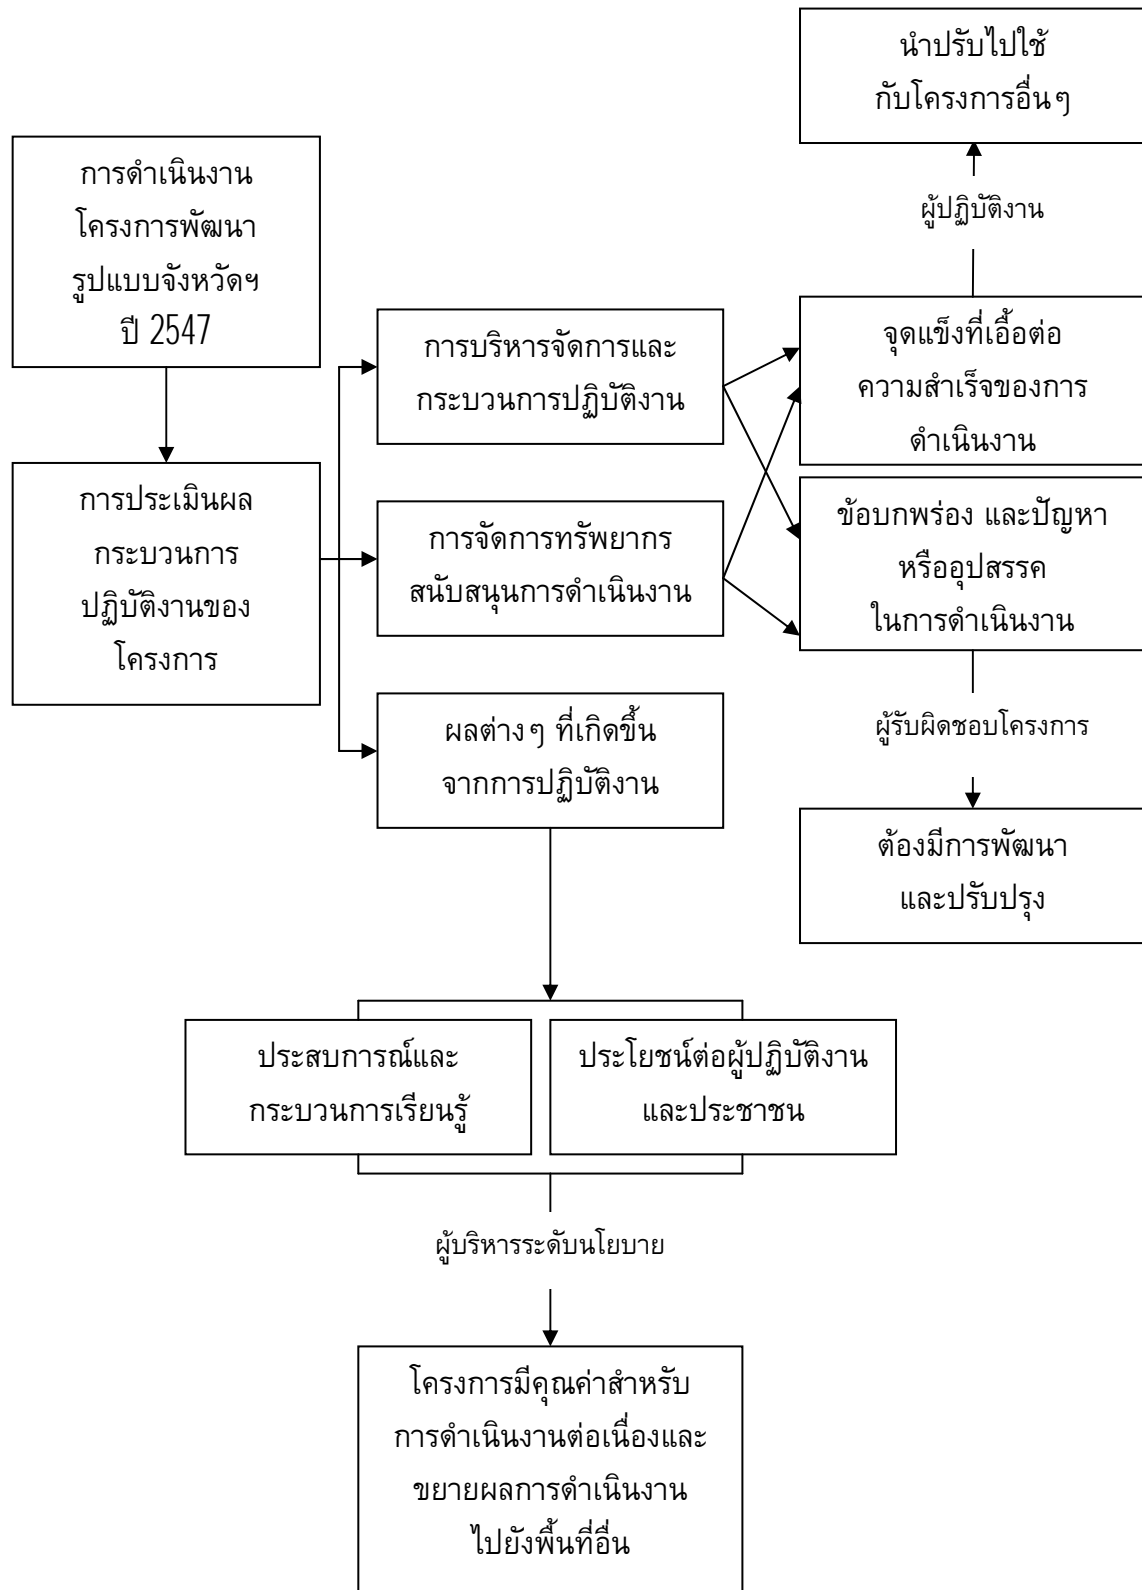 นำปรับไปใช้
กับโครงการอื่นๆ
ผู้ปฏิบัติงาน
การดำเนินงาน
โครงการพัฒนา
รูปแบบจังหวัดฯ
ปี 2547
การประเมินผล
กระบวนการ
ปฏิบัติงานของ
โครงการ
การบริหารจัดการและ
กระบวนการปฏิบัติงาน
การจัดการทรัพยากร
สนับสนุนการดำเนินงาน
ผลต่างๆ ที่เกิดขึ้น
จากการปฏิบัติงาน
จุดแข็งที่เอื้อต่อ
ความสำเร็จของการ
ดำเนินงาน
ข้อบกพร่อง และปัญหา
หรืออุปสรรค
ในการดำเนินงาน
ผู้รับผิดชอบโครงการ
ต้องมีการพัฒนา
และปรับปรุง
ประสบการณ์และ
กระบวนการเรียนรู้
ประโยชน์ต่อผู้ปฏิบัติงาน
และประชาชน
ผู้บริหารระดับนโยบาย
โครงการมีคุณค่าสำหรับ
การดำเนินงานต่อเนื่องและ
ขยายผลการดำเนินงาน
ไปยังพื้นที่อื่น